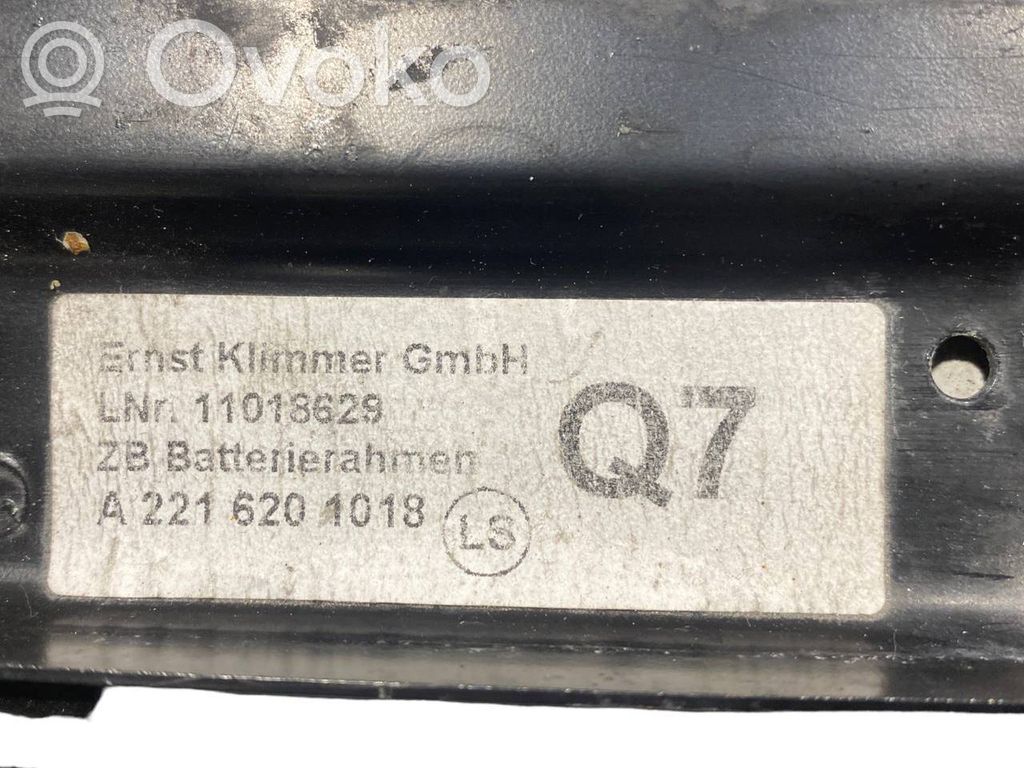 Ovoko
Ernst Klimmer GmbH
LNr. 11018629
ZB Batterierahmen
A 221 620 1018
LS
Q7